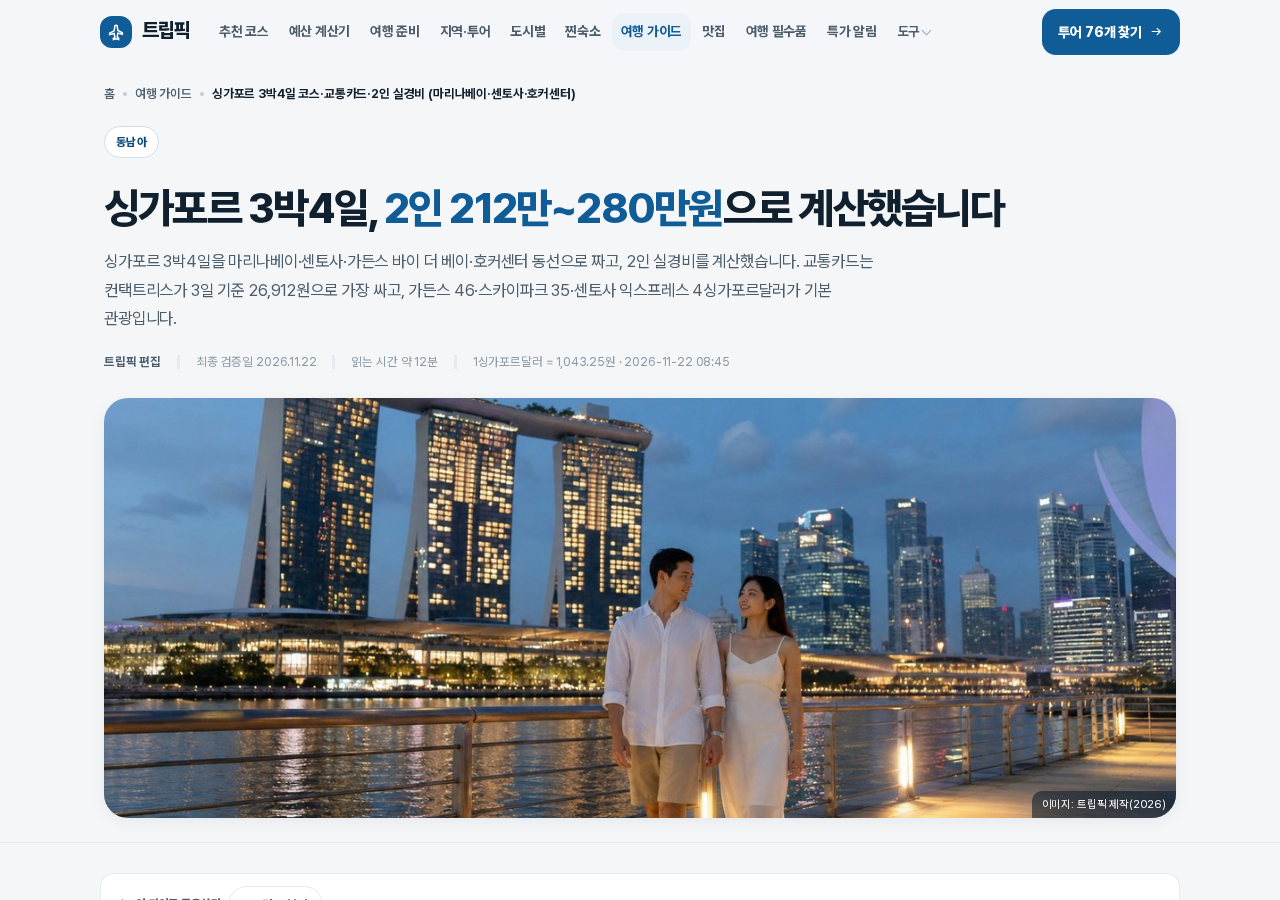 트립픽
추천 코스
예산 계산기
여행 준비
지역·투어
도시별
찐숙소
여행 가이드
맛집
여행 필수품
특가 알림
도구
투어 76개 찾기 →
홈 • 여행 가이드 • 싱가포르 3박4일 코스·교통카드·2인 실경비 (마리나베이·센토사·호커센터)
동남아
싱가포르 3박4일, 2인 212만~280만원으로 계산했습니다
싱가포르 3박4일을 마리나베이·센토사·가든스 바이 더 베이·호커센터 동선으로 짜고, 2인 실경비를 계산했습니다. 교통카드는
컨택트리스가 3일 기준 26,912원으로 가장 싸고, 가든스 46·스카이파크 35·센토사 익스프레스 4싱가포르달러가 기본
관광입니다.
트립픽 편집 | 최종 검증일 2026.11.22 | 읽는 시간 약 12분 | 1싱가포르달러 = 1,043.25원 · 2026-11-22 08:45
이미지: 트립픽 제작(2026)